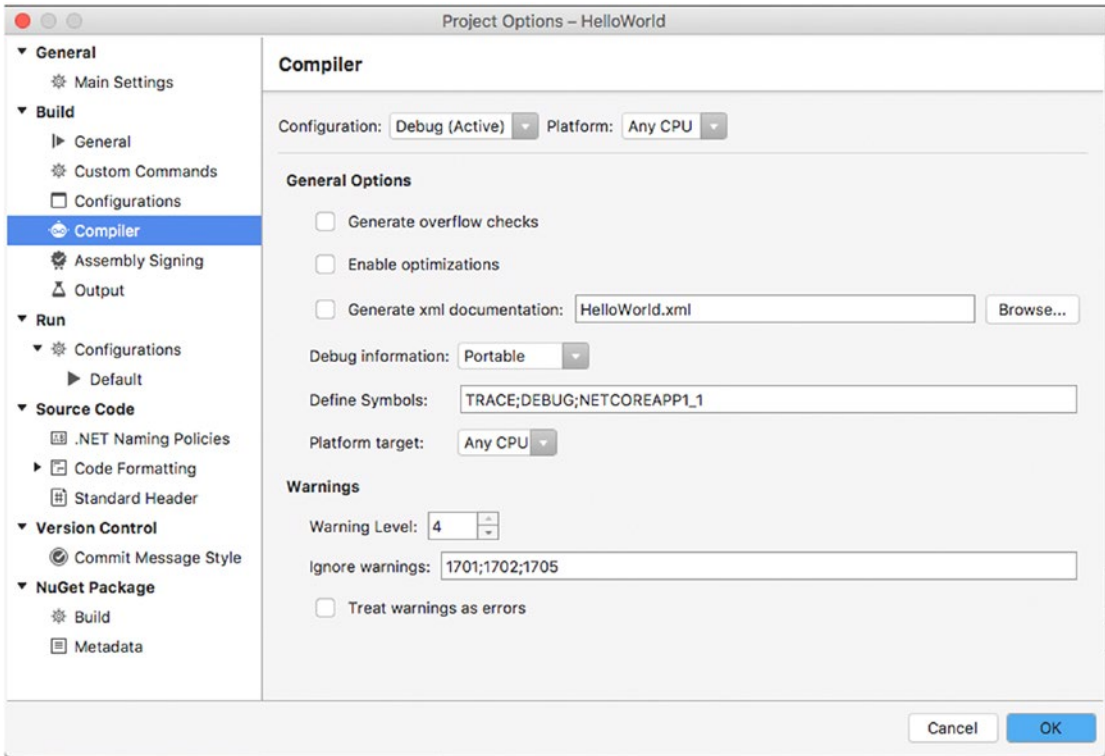 Project Options – HelloWorld
General
Main Settings
Build
General
Custom Commands
Configurations
Compiler
Assembly Signing
Output
Run
Configurations
Default
Source Code
.NET Naming Policies
Code Formatting
Standard Header
Version Control
Commit Message Style
NuGet Package
Build
Metadata
Compiler
Configuration: Debug (Active) Platform: Any CPU
General Options
Generate overflow checks
Enable optimizations
Generate xml documentation: HelloWorld.xml Browse...
Debug information: Portable
Define Symbols: TRACE;DEBUG;NETCOREAPP1_1
Platform target: Any CPU
Warnings
Warning Level: 4
Ignore warnings: 1701;1702;1705
Treat warnings as errors
Cancel OK